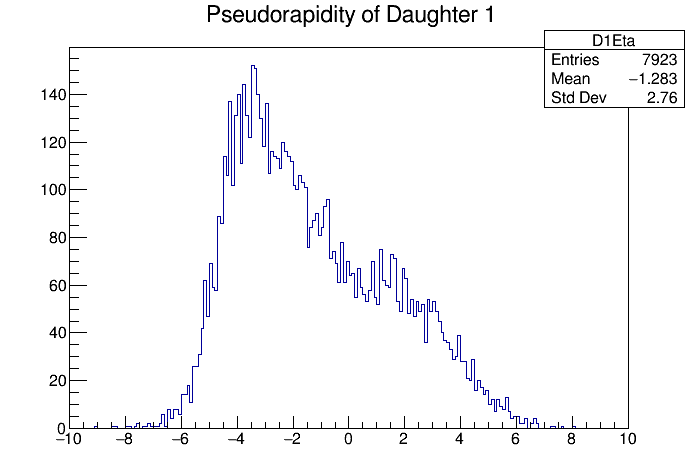 Pseudorapidity of Daughter 1
D1Eta
Entries 7923
Mean −1.283
Std Dev 2.76
140
120
100
80
60
40
20
0
−10 −8 −6 −4 −2 0 2 4 6 8 10